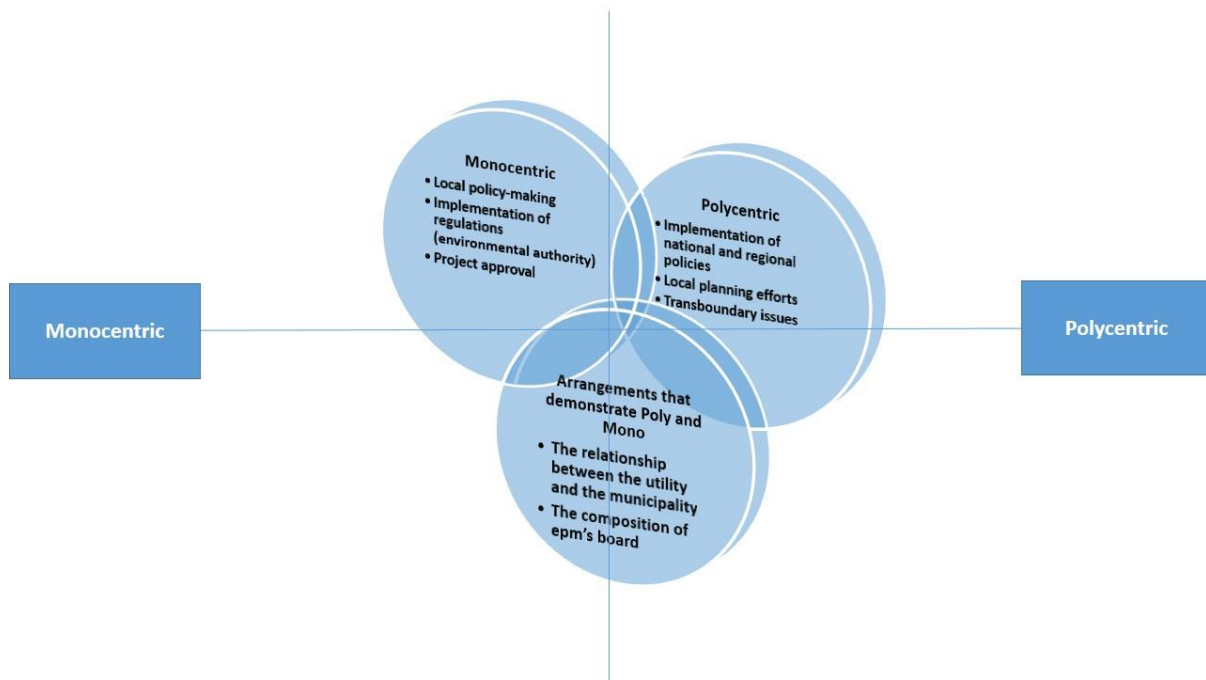 Monocentric
• Local policy-making
• Implementation of
regulations
(environmental authority)
• Project approval
Polycentric
• Implementation of
national and regional
policies
• Local planning efforts
• Transboundary issues
Monocentric
Polycentric
Arrangements that
demonstrate Poly and
Mono
• The relationship
between the utility
and the municipality
• The composition of
epm's board